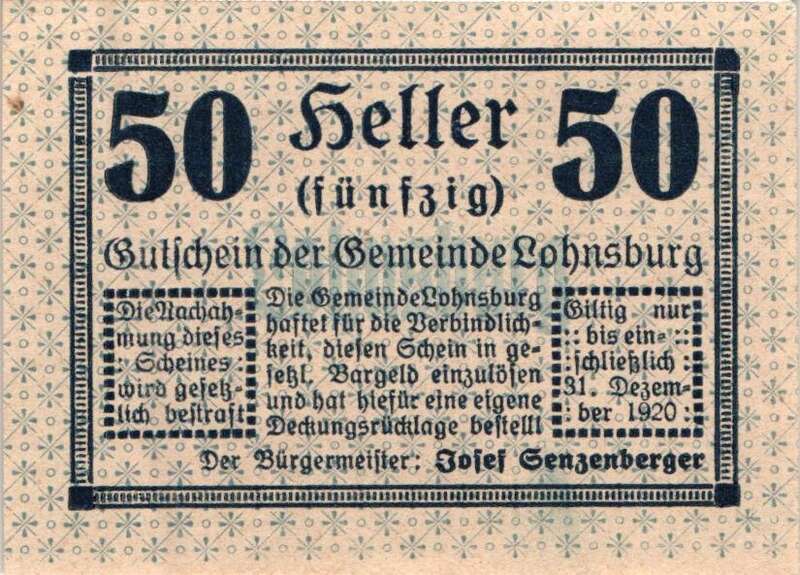 50 Heller 50
(fünfzig)
Gutschein der Gemeinde Lohnsburg
Die Nachah-
mung dieses
: Scheines :
wird gesetz-
lich bestraft
Die Gemeinde Lohnsburg
haftet für die Verbindlich-
keit, diesen Schein in ge-
setzl. Bargeld einzulösen
und hat hiefür eine eigene
Deckungsrücklage bestellt
Giltig nur
:: bis ein- ::
schließlich
31. Dezem-
: ber 1920 :
Der Bürgermeister: Josef Senzenberger